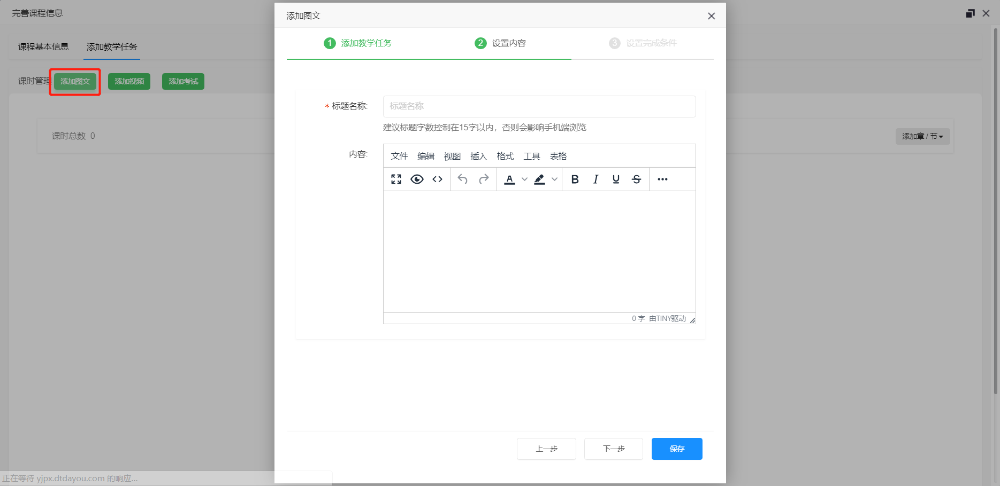 完善课程信息
课程基本信息 添加教学任务
课时管理 添加图文 添加视频 添加考试
课时总数 0
添加章 / 节
添加图文
1 添加教学任务 2 设置内容 3 设置完成条件
* 标题名称: 标题名称
建议标题字数控制在15字以内，否则会影响手机端浏览
内容:
文件 编辑 视图 插入 格式 工具 表格
A B I U S
0 字 由TINY驱动
上一步 下一步 保存
正在等待 yjpx.dtdayou.com 的响应...